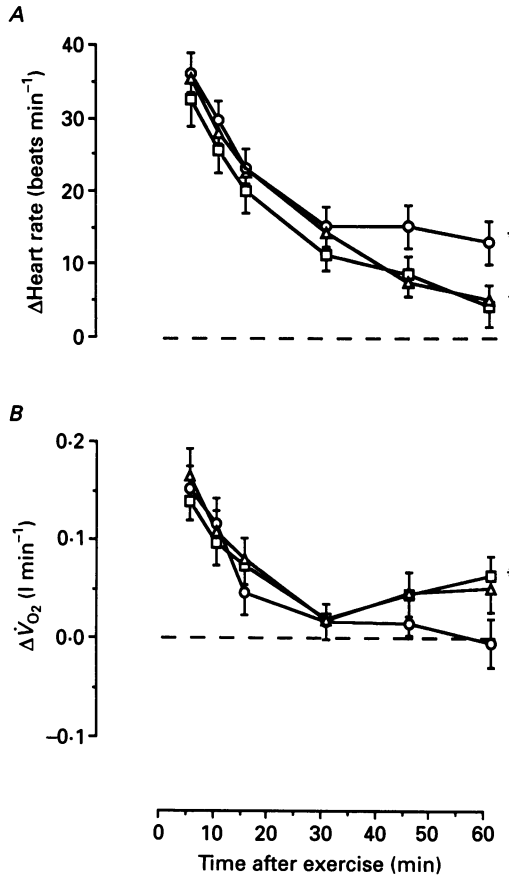 A
ΔHeart rate (beats min⁻¹)
40
30
20
10
0
B
ΔV̇O₂ (l min⁻¹)
0·2
0·1
0·0
−0·1
0 10 20 30 40 50 60
Time after exercise (min)